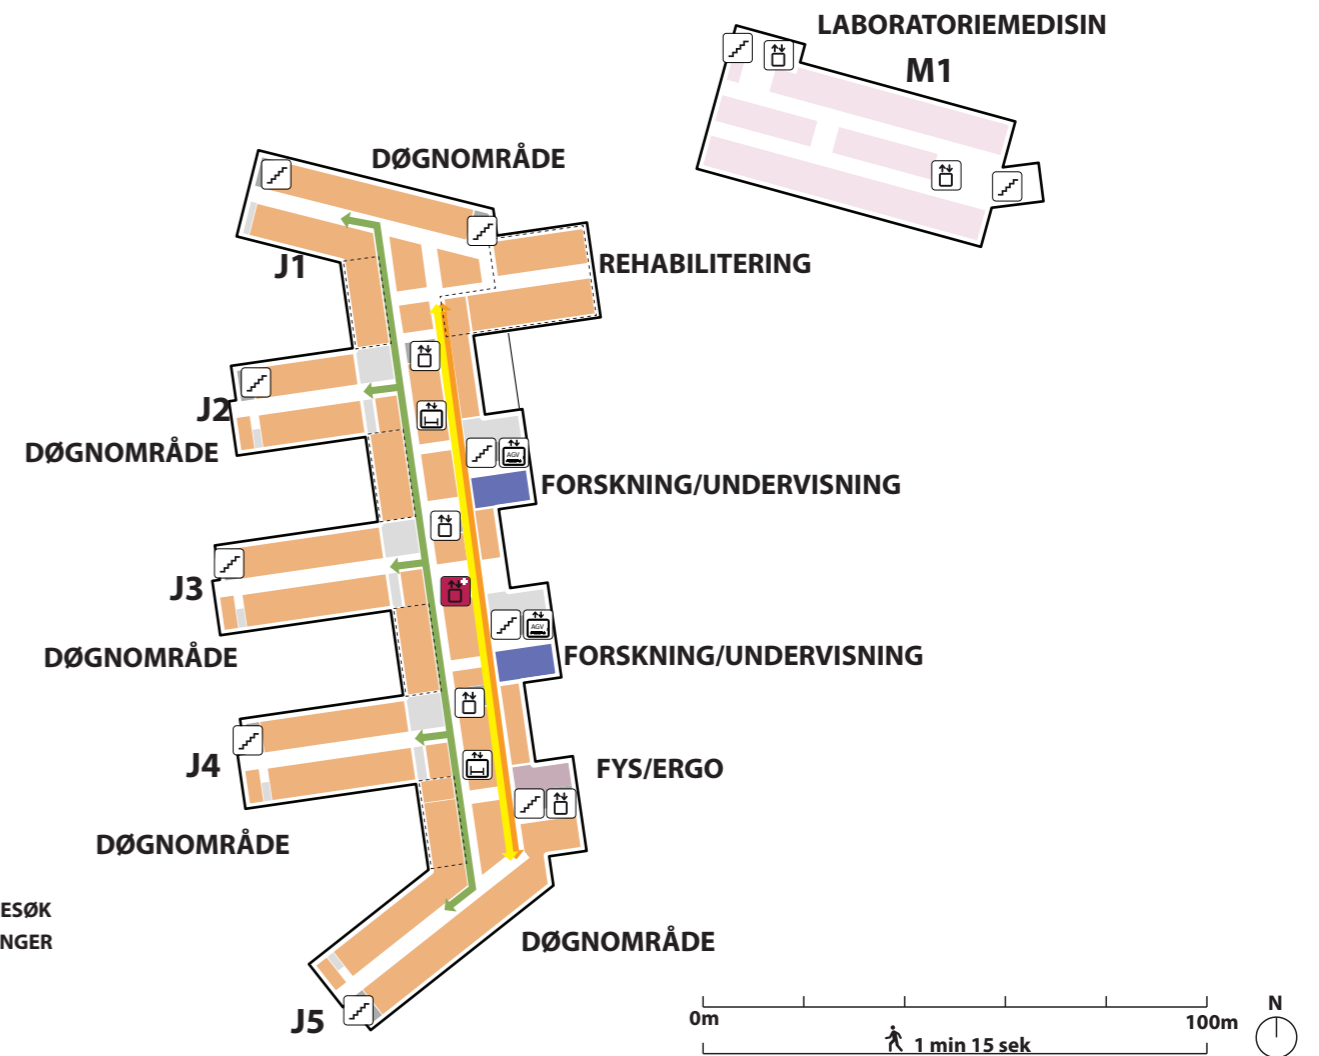 LABORATORIEMEDISIN
M1
DØGNOMRÅDE
REHABILITERING
J1
J2
DØGNOMRÅDE
AGV
FORSKNING/UNDERVISNING
J3
AGV
FORSKNING/UNDERVISNING
DØGNOMRÅDE
J4
FYS/ERGO
DØGNOMRÅDE
ESØK
NGER
DØGNOMRÅDE
J5
N
0m
100m
1 min 15 sek